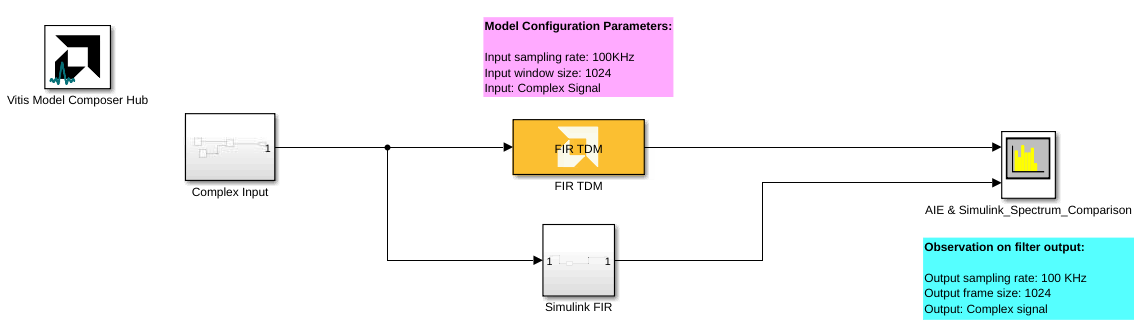 Model Configuration Parameters:
Input sampling rate: 100KHz
Input window size: 1024
Input: Complex Signal
Vitis Model Composer Hub
1
Complex Input
FIR TDM
FIR TDM
AIE & Simulink_Spectrum_Comparison
1
1
Simulink FIR
Observation on filter output:
Output sampling rate: 100 KHz
Output frame size: 1024
Output: Complex signal